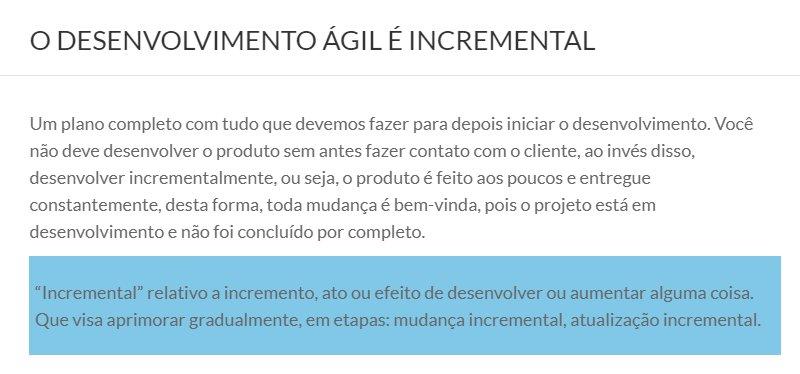 O DESENVOLVIMENTO ÁGIL É INCREMENTAL
Um plano completo com tudo que devemos fazer para depois iniciar o desenvolvimento. Você
não deve desenvolver o produto sem antes fazer contato com o cliente, ao invés disso,
desenvolver incrementalmente, ou seja, o produto é feito aos poucos e entregue
constantemente, desta forma, toda mudança é bem-vinda, pois o projeto está em
desenvolvimento e não foi concluído por completo.
“Incremental” relativo a incremento, ato ou efeito de desenvolver ou aumentar alguma coisa.
Que visa aprimorar gradualmente, em etapas: mudança incremental, atualização incremental.